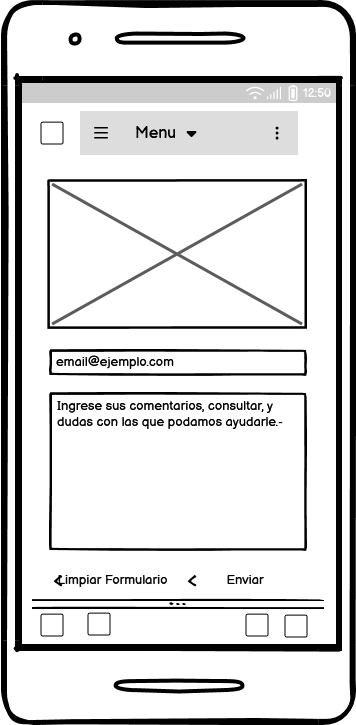 12:50
Menu
email@ejemplo.com
Ingrese sus comentarios, consultar, y
dudas con las que podamos ayudarle.-
Limpiar Formulario
Enviar